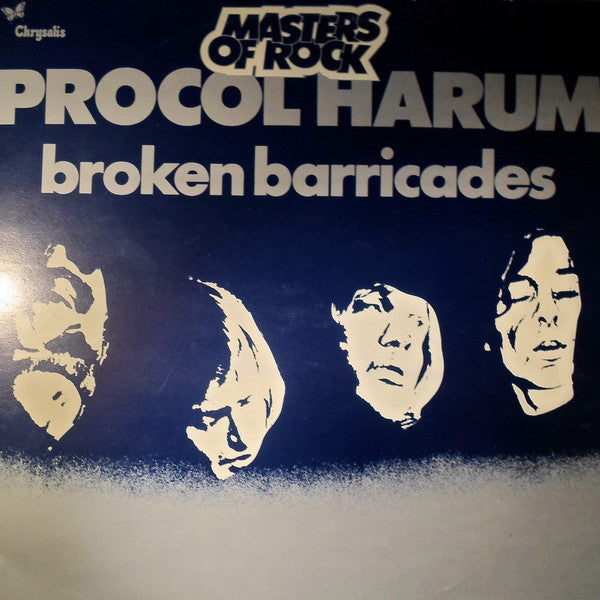 Chrysalis
MASTERS
OF ROCK
PROCOL HARUM
broken barricades